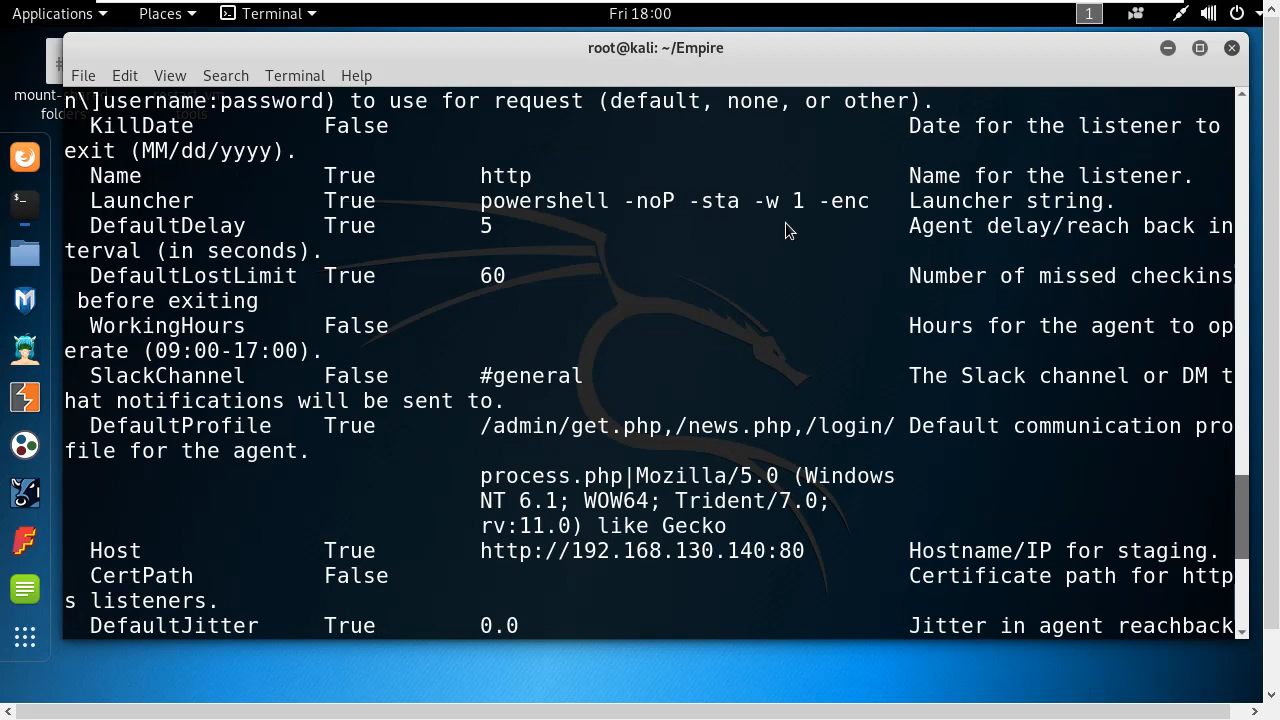 Applications Places Terminal Fri 18:00 1
root@kali: ~/Empire
File Edit View Search Terminal Help
n\]username:password) to use for request (default, none, or other).
KillDate False Date for the listener to
exit (MM/dd/yyyy).
Name True http Name for the listener.
Launcher True powershell -noP -sta -w 1 -enc Launcher string.
DefaultDelay True 5 Agent delay/reach back in
terval (in seconds).
DefaultLostLimit True 60 Number of missed checkins
before exiting
WorkingHours False Hours for the agent to op
erate (09:00-17:00).
SlackChannel False #general The Slack channel or DM t
hat notifications will be sent to.
DefaultProfile True /admin/get.php,/news.php,/login/ Default communication pro
file for the agent.
process.php|Mozilla/5.0 (Windows
NT 6.1; WOW64; Trident/7.0;
rv:11.0) like Gecko
Host True http://192.168.130.140:80 Hostname/IP for staging.
CertPath False Certificate path for http
s listeners.
DefaultJitter True 0.0 Jitter in agent reachback
mount-
folders
tools